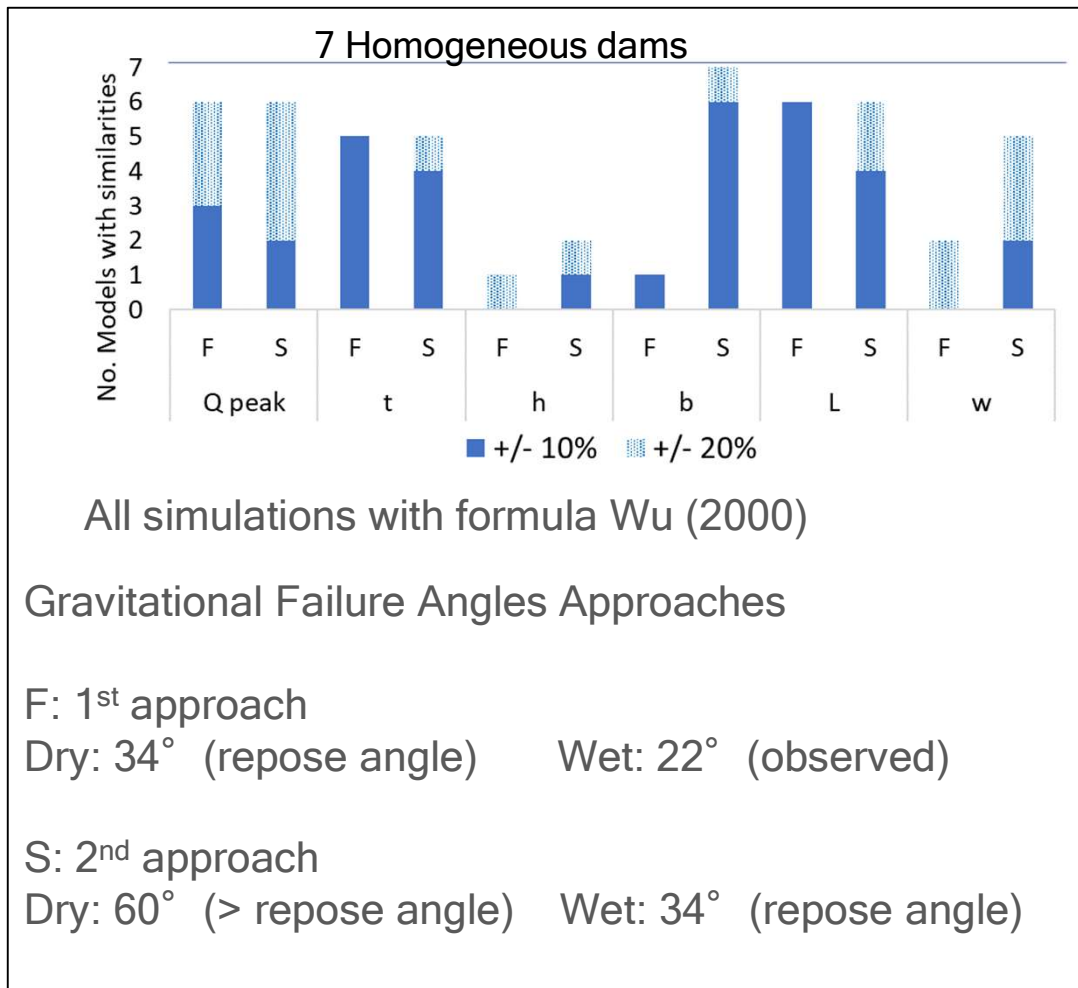 7 Homogeneous dams
No. Models with similarities
7
6
5
4
3
2
1
0
F S F S F S F S F S F S
Q peak t h b L w
+/- 10% +/- 20%
All simulations with formula Wu (2000)
Gravitational Failure Angles Approaches
F: 1st approach
Dry: 34° (repose angle) Wet: 22° (observed)
S: 2nd approach
Dry: 60° (> repose angle) Wet: 34° (repose angle)